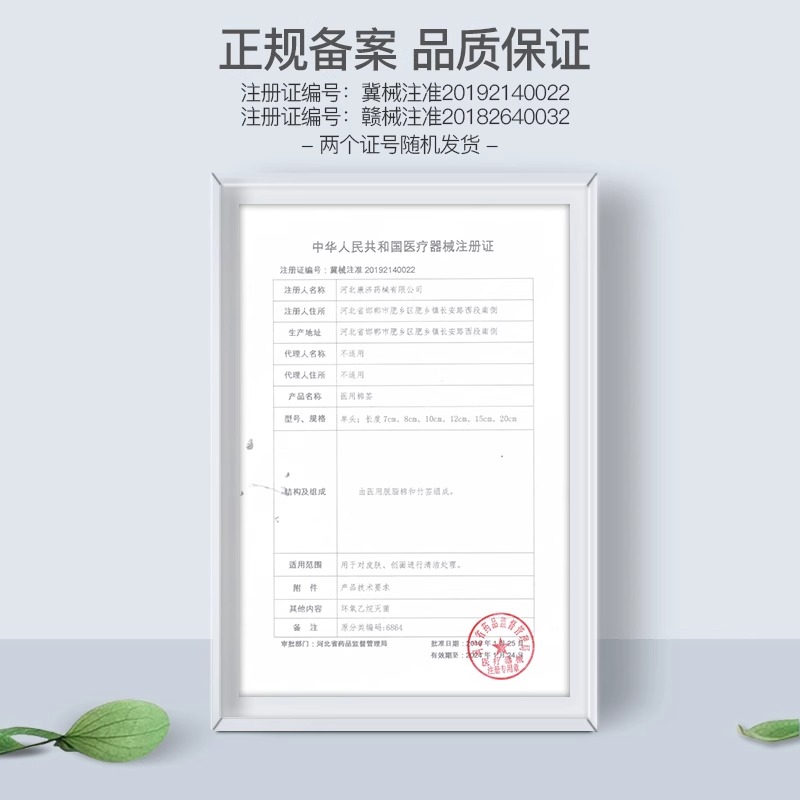 正规备案 品质保证
注册证编号：冀械注准20192140022
注册证编号：赣械注准20182640032
- 两个证号随机发货 -
中华人民共和国医疗器械注册证
注册证编号：冀械注准 20192140022
注册人名称 河北康济药械有限公司
注册人住所 河北省邯郸市肥乡区肥乡镇长安路西段南侧
生产地址 河北省邯郸市肥乡区肥乡镇长安路西段南侧
代理人名称 不适用
代理人住所 不适用
产品名称 医用棉签
型号、规格 单头：长度7cm、8cm、10cm、12cm、15cm、20cm
结构及组成 由医用脱脂棉和竹签组成。
适用范围 用于对皮肤、创面进行清洁处理。
附 件 产品技术要求
其他内容 环氧乙烷灭菌
备 注 原分类编码:6864
审批部门：河北省药品监督管理局 批准日期：2019年1月25日
有效期至：2024年1月24日
河北省药品监督管理局
医疗器械
注册专用章